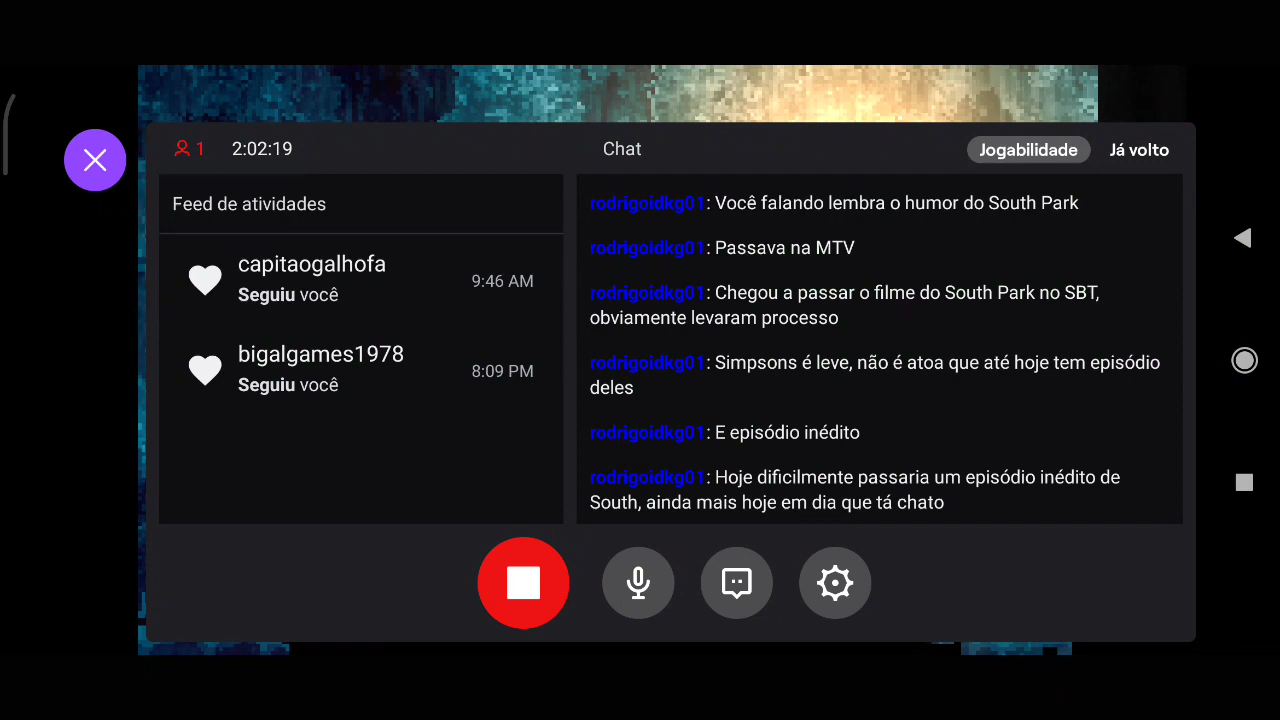 1 2:02:19 Chat Jogabilidade Já volto
Feed de atividades
capitaogalhofa
Seguiu você
9:46 AM
bigalgames1978
Seguiu você
8:09 PM
rodrigoidkg01: Você falando lembra o humor do South Park
rodrigoidkg01: Passava na MTV
rodrigoidkg01: Chegou a passar o filme do South Park no SBT,
obviamente levaram processo
rodrigoidkg01: Simpsons é leve, não é atoa que até hoje tem episódio
deles
rodrigoidkg01: E episódio inédito
rodrigoidkg01: Hoje dificilmente passaria um episódio inédito de
South, ainda mais hoje em dia que tá chato